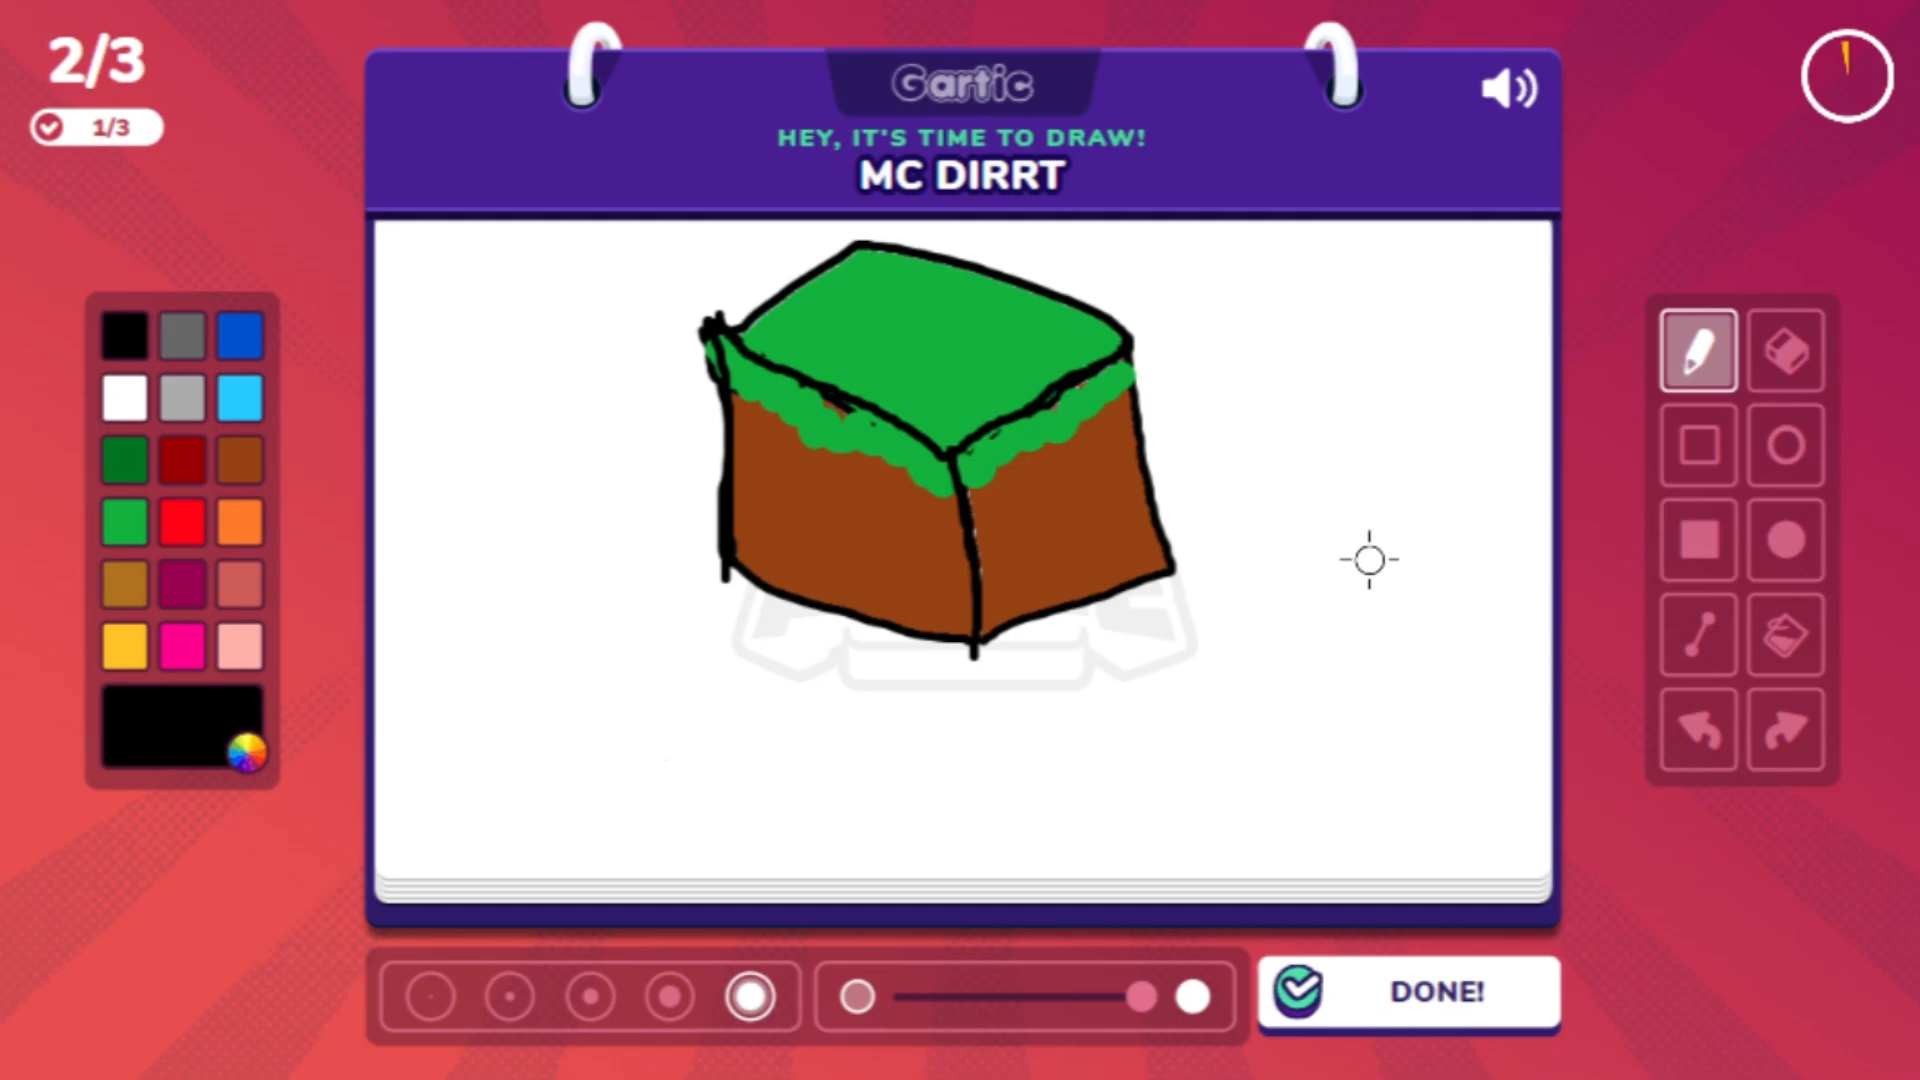 2/3
1/3
Gartic
HEY, IT'S TIME TO DRAW!
MC DIRRT
DONE!